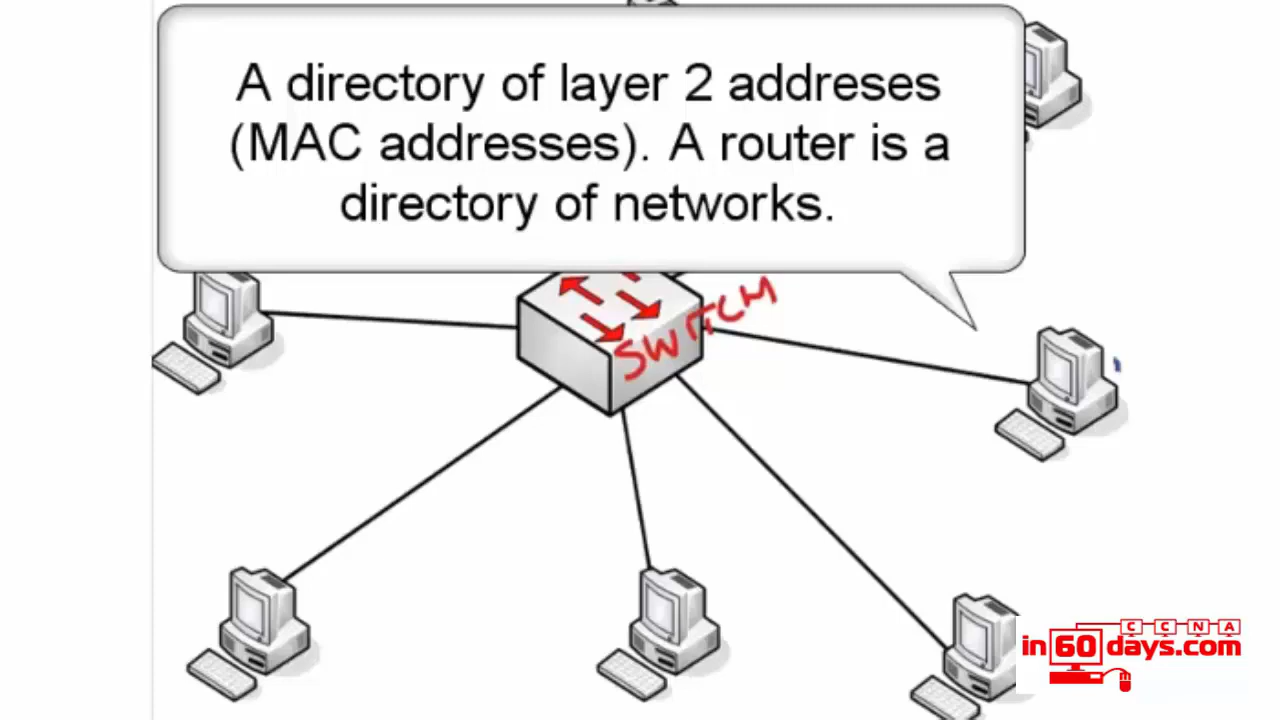 A directory of layer 2 addreses
(MAC addresses). A router is a
directory of networks.
SWITCH
CCNA
in60days.com